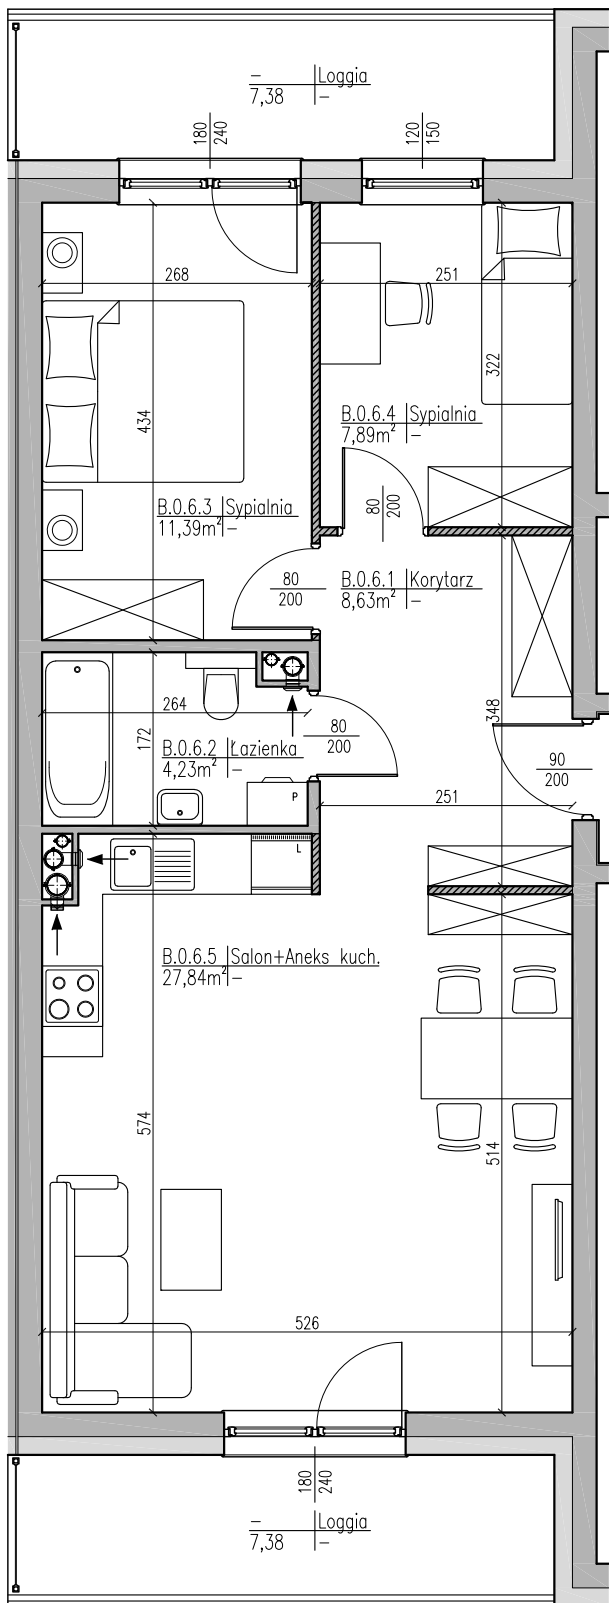 – Loggia
7,38 –
180
240
120
150
268
251
322
434
B.0.6.4 Sypialnia
7,89m² –
B.0.6.3 Sypialnia
11,39m² –
80
200
80
200
B.0.6.1 Korytarz
8,63m² –
264
172
348
80
200
B.0.6.2 Łazienka
4,23m² –
90
200
P
251
L
B.0.6.5 Salon+Aneks kuch.
27,84m² –
574
514
526
180
240
– Loggia
7,38 –